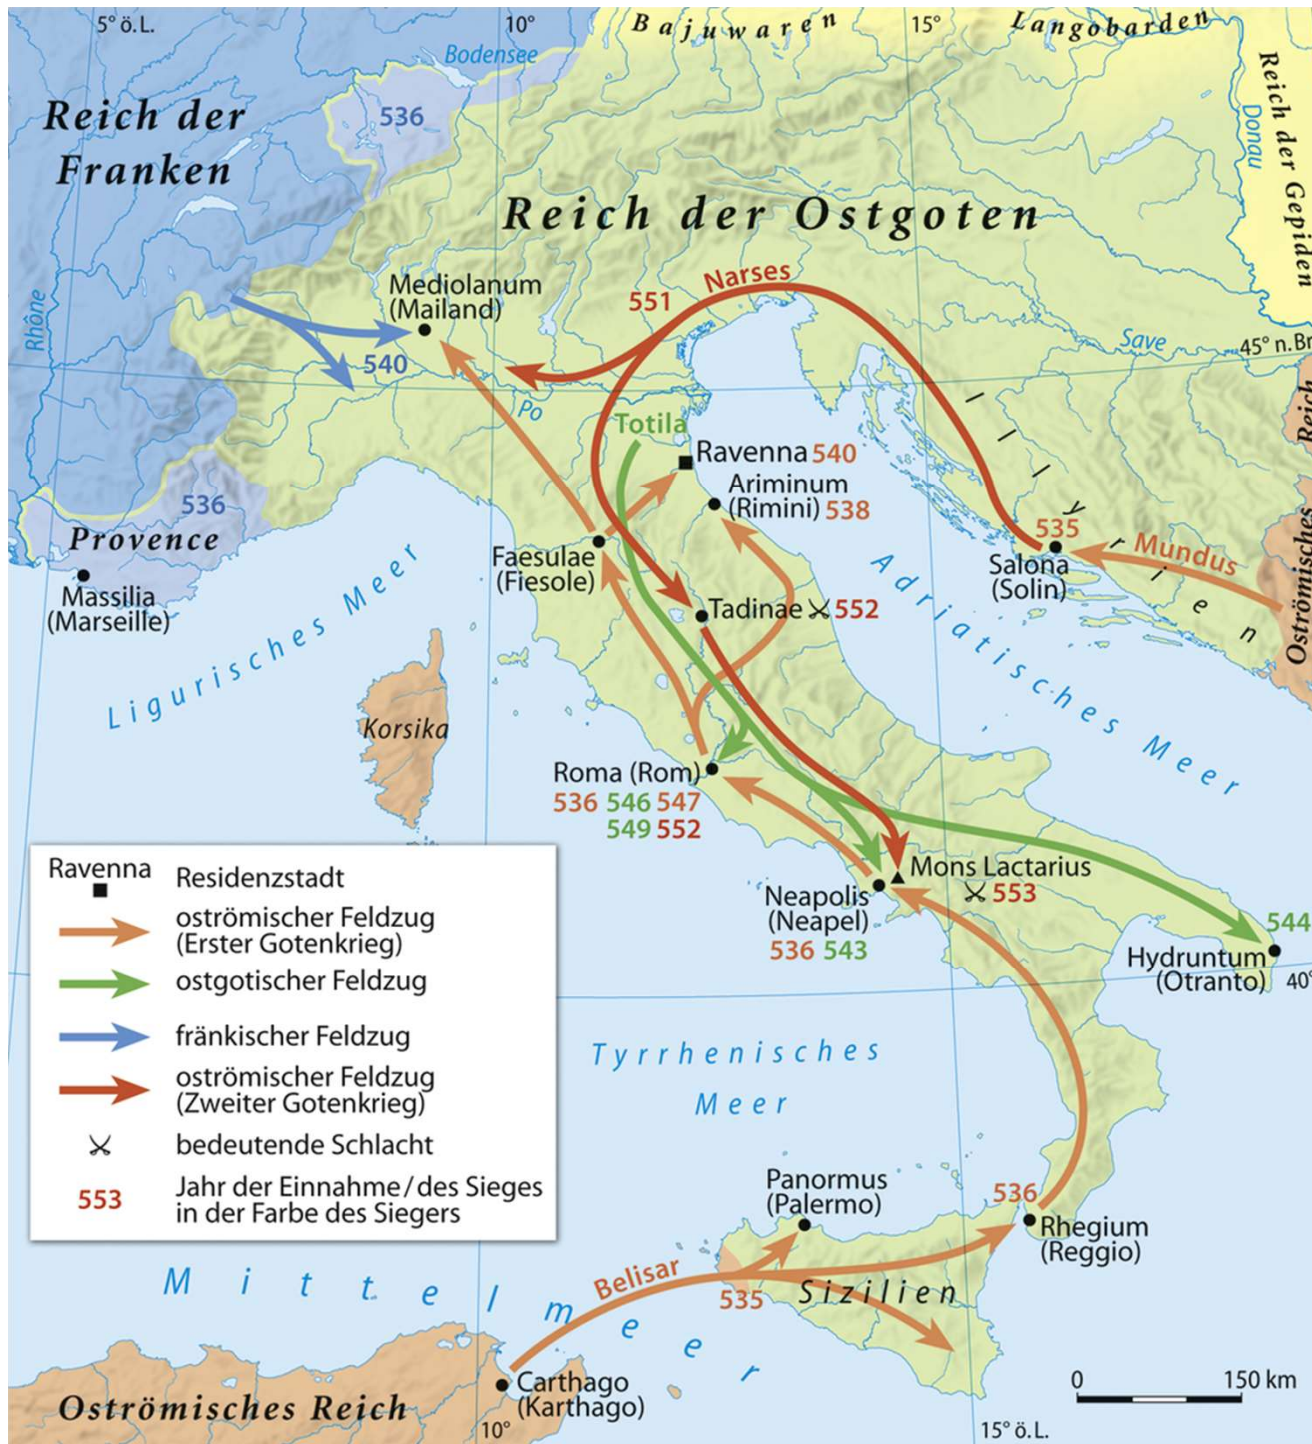 5° ö.L.
10°
Bajuwaren
15°
Langobarden
Bodensee
Reich der Gepiden
Donau
Reich der
Franken
536
Reich der Ostgoten
Rhône
Mediolanum
(Mailand)
551
Narses
Save
45° n.Br
540
Po
Illyrien
Oströmisches Reich
Totila
Ravenna 540
Ariminum
(Rimini) 538
536
Provence
Massilia
(Marseille)
Faesulae
(Fiesole)
535
Salona
(Solin)
Mundus
Tadinae 552
Ligurisches Meer
Adriatisches Meer
Korsika
Roma (Rom)
536 546 547
549 552
Mons Lactarius
553
Neapolis
(Neapel)
536 543
544
Hydruntum
(Otranto)
40°
Ravenna
Residenzstadt
oströmischer Feldzug
(Erster Gotenkrieg)
ostgotischer Feldzug
fränkischer Feldzug
oströmischer Feldzug
(Zweiter Gotenkrieg)
bedeutende Schlacht
553
Jahr der Einnahme/des Sieges
in der Farbe des Siegers
Tyrrhenisches
Meer
Panormus
(Palermo)
536
Rhegium
(Reggio)
Mittelmeer
Belisar
535
Sizilien
Carthago
(Karthago)
Oströmisches Reich
10°
15° ö.L.
0 150 km